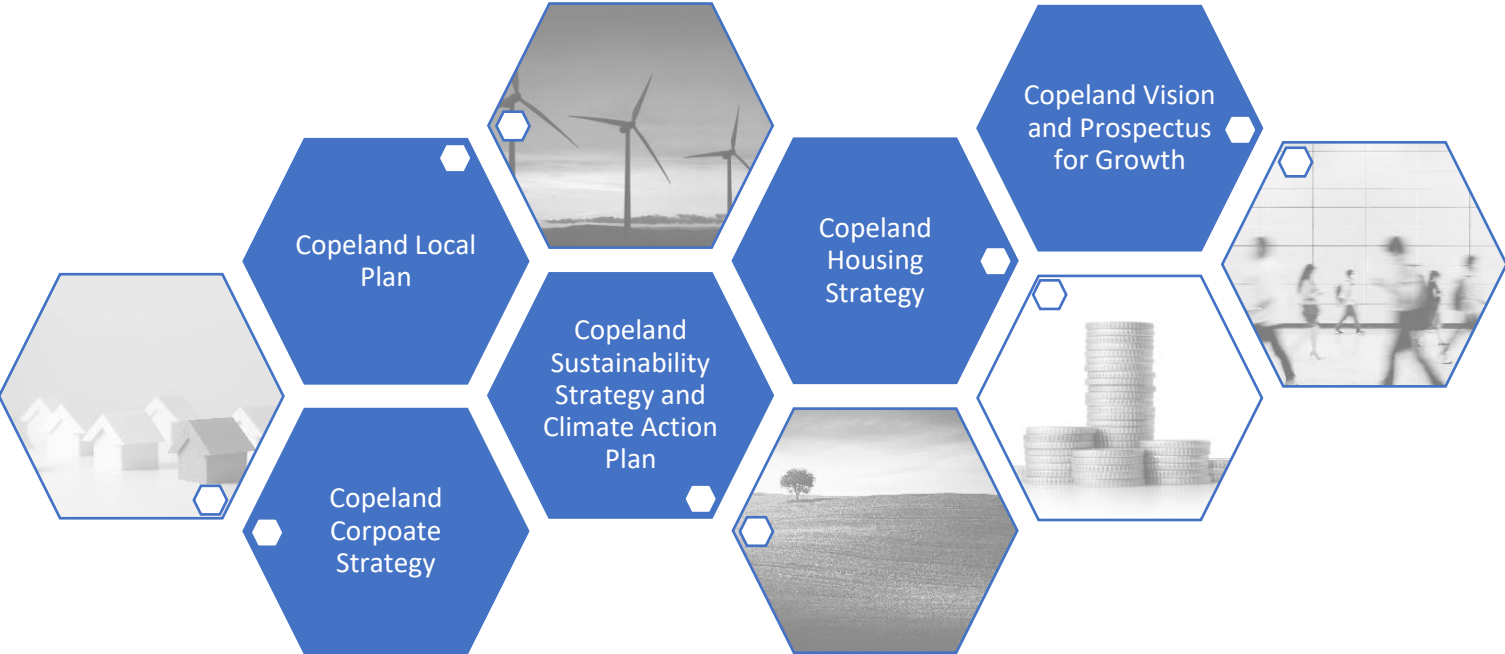 Copeland Local
Plan
Copeland
Corpoate
Strategy
Copeland
Sustainability
Strategy and
Climate Action
Plan
Copeland
Housing
Strategy
Copeland Vision
and Prospectus
for Growth